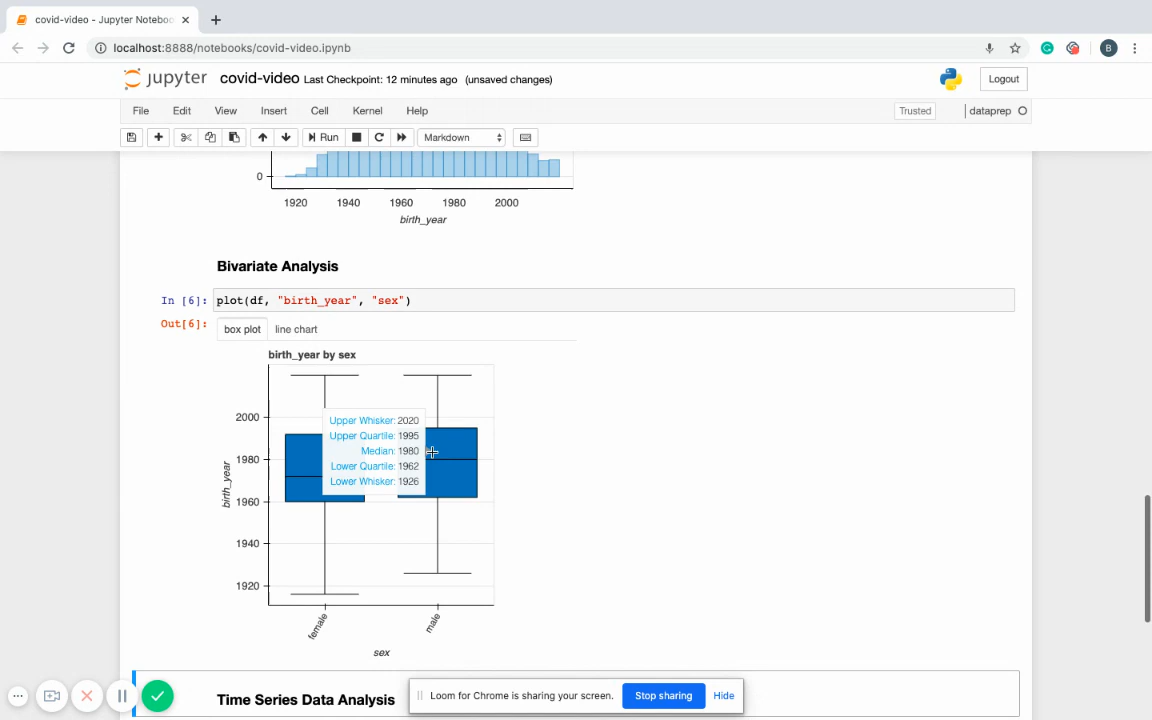 covid-video - Jupyter Noteboo
localhost:8888/notebooks/covid-video.ipynb
B
jupyter covid-video Last Checkpoint: 12 minutes ago (unsaved changes)
Logout
File Edit View Insert Cell Kernel Help
Trusted
dataprep
Run
Markdown
0
1920 1940 1960 1980 2000
birth_year
Bivariate Analysis
In [6]: plot(df, "birth_year", "sex")
Out[6]:
box plot line chart
birth_year by sex
2000
1980
1960
1940
1920
birth_year
Upper Whisker: 2020
Upper Quartile: 1995
Median: 1980
Lower Quartile: 1962
Lower Whisker: 1926
female
male
sex
Time Series Data Analysis
Loom for Chrome is sharing your screen.
Stop sharing
Hide